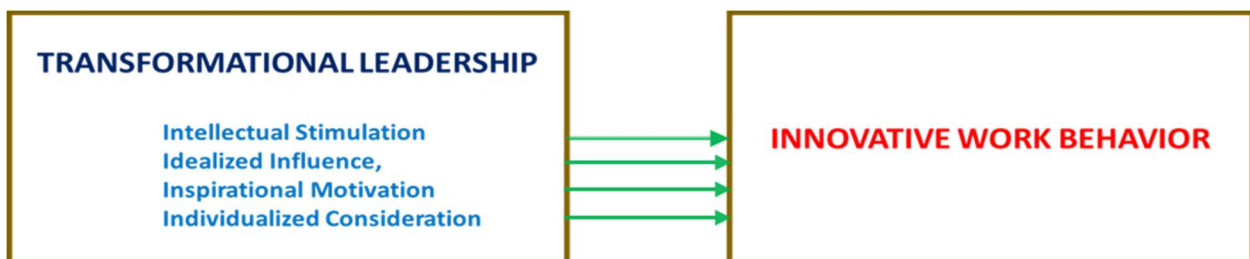 TRANSFORMATIONAL LEADERSHIP
Intellectual Stimulation
Idealized Influence,
Inspirational Motivation
Individualized Consideration
INNOVATIVE WORK BEHAVIOR